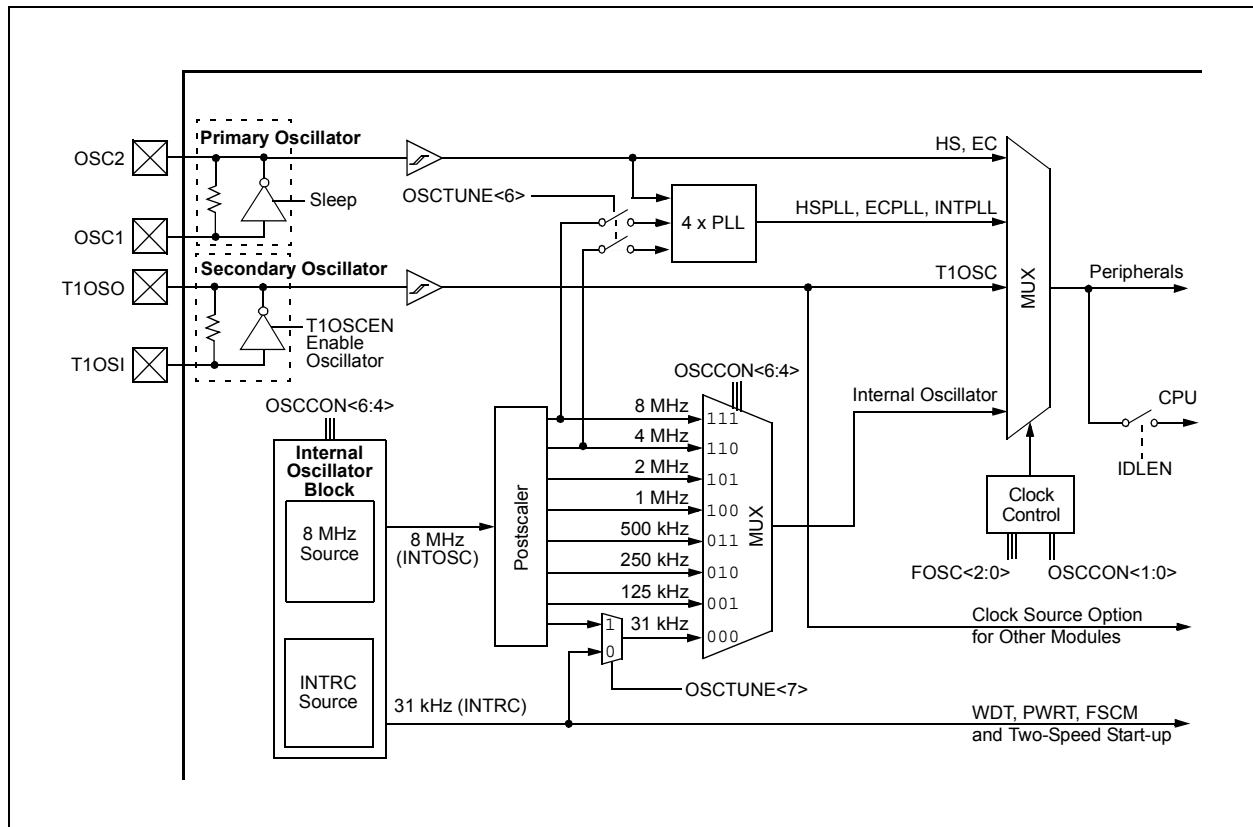 Primary Oscillator
OSC2
HS, EC
Sleep
OSCTUNE<6>
4 x PLL
HSPLL, ECPLL, INTPLL
OSC1
Secondary Oscillator
T1OSO
T1OSC
Peripherals
MUX
T1OSCEN
Enable
Oscillator
T1OSI
OSCCON<6:4>
OSCCON<6:4>
Internal Oscillator
CPU
IDLEN
Internal
Oscillator
Block
8 MHz
Source
8 MHz
(INTOSC)
Postscaler
8 MHz
111
4 MHz
110
2 MHz
101
1 MHz
100
500 kHz
011
250 kHz
010
125 kHz
001
1
0
31 kHz
000
MUX
Clock
Control
FOSC<2:0>
OSCCON<1:0>
Clock Source Option
for Other Modules
OSCTUNE<7>
INTRC
Source
31 kHz (INTRC)
WDT, PWRT, FSCM
and Two-Speed Start-up